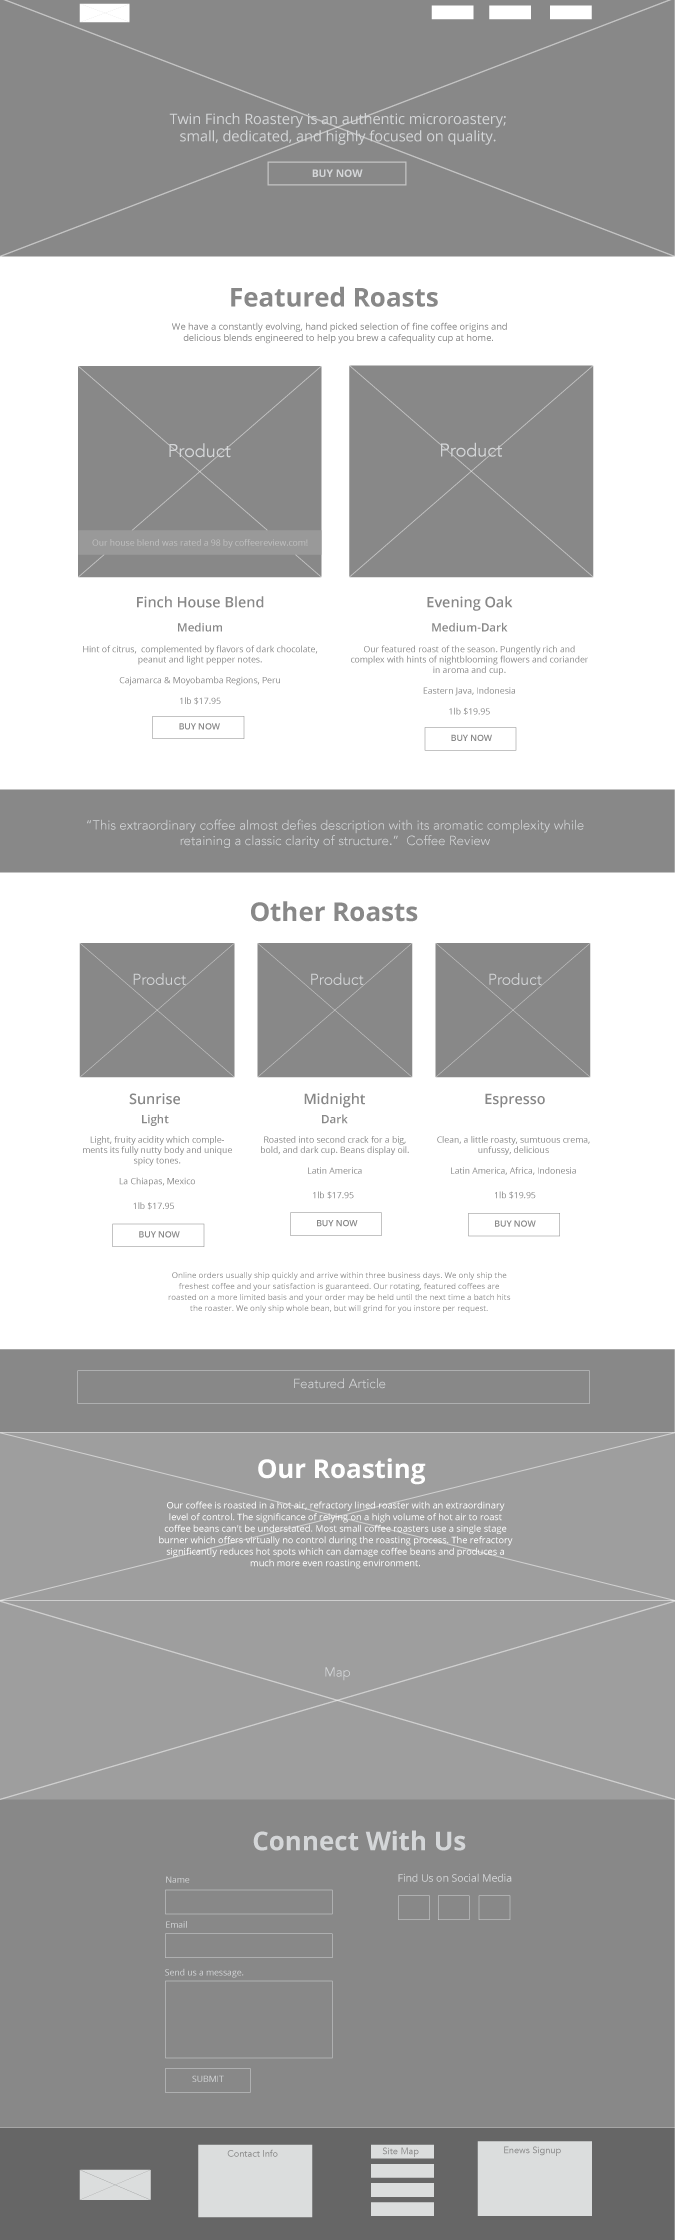 Twin Finch Roastery is an authentic microroastery;
small, dedicated, and highly focused on quality.
BUY NOW
Featured Roasts
We have a constantly evolving, hand picked selection of fine coffee origins and
delicious blends engineered to help you brew a cafequality cup at home.
Product
Our house blend was rated a 98 by coffeereview.com!
Finch House Blend
Medium
Hint of citrus, complemented by flavors of dark chocolate,
peanut and light pepper notes.
Cajamarca & Moyobamba Regions, Peru
1lb $17.95
BUY NOW
Product
Evening Oak
Medium-Dark
Our featured roast of the season. Pungently rich and
complex with hints of nightblooming flowers and coriander
in aroma and cup.
Eastern Java, Indonesia
1lb $19.95
BUY NOW
“This extraordinary coffee almost defies description with its aromatic complexity while
retaining a classic clarity of structure.” Coffee Review
Other Roasts
Product
Sunrise
Light
Light, fruity acidity which comple-
ments its fully nutty body and unique
spicy tones.
La Chiapas, Mexico
1lb $17.95
BUY NOW
Product
Midnight
Dark
Roasted into second crack for a big,
bold, and dark cup. Beans display oil.
Latin America
1lb $17.95
BUY NOW
Product
Espresso
Clean, a little roasty, sumtuous crema,
unfussy, delicious
Latin America, Africa, Indonesia
1lb $19.95
BUY NOW
Online orders usually ship quickly and arrive within three business days. We only ship the
freshest coffee and your satisfaction is guaranteed. Our rotating, featured coffees are
roasted on a more limited basis and your order may be held until the next time a batch hits
the roaster. We only ship whole bean, but will grind for you instore per request.
Featured Article
Our Roasting
Our coffee is roasted in a hot air, refractory lined roaster with an extraordinary
level of control. The significance of relying on a high volume of hot air to roast
coffee beans can't be understated. Most small coffee roasters use a single stage
burner which offers virtually no control during the roasting process. The refractory
significantly reduces hot spots which can damage coffee beans and produces a
much more even roasting environment.
Map
Connect With Us
Name
Email
Send us a message.
SUBMIT
Find Us on Social Media
Contact Info
Site Map
Enews Signup